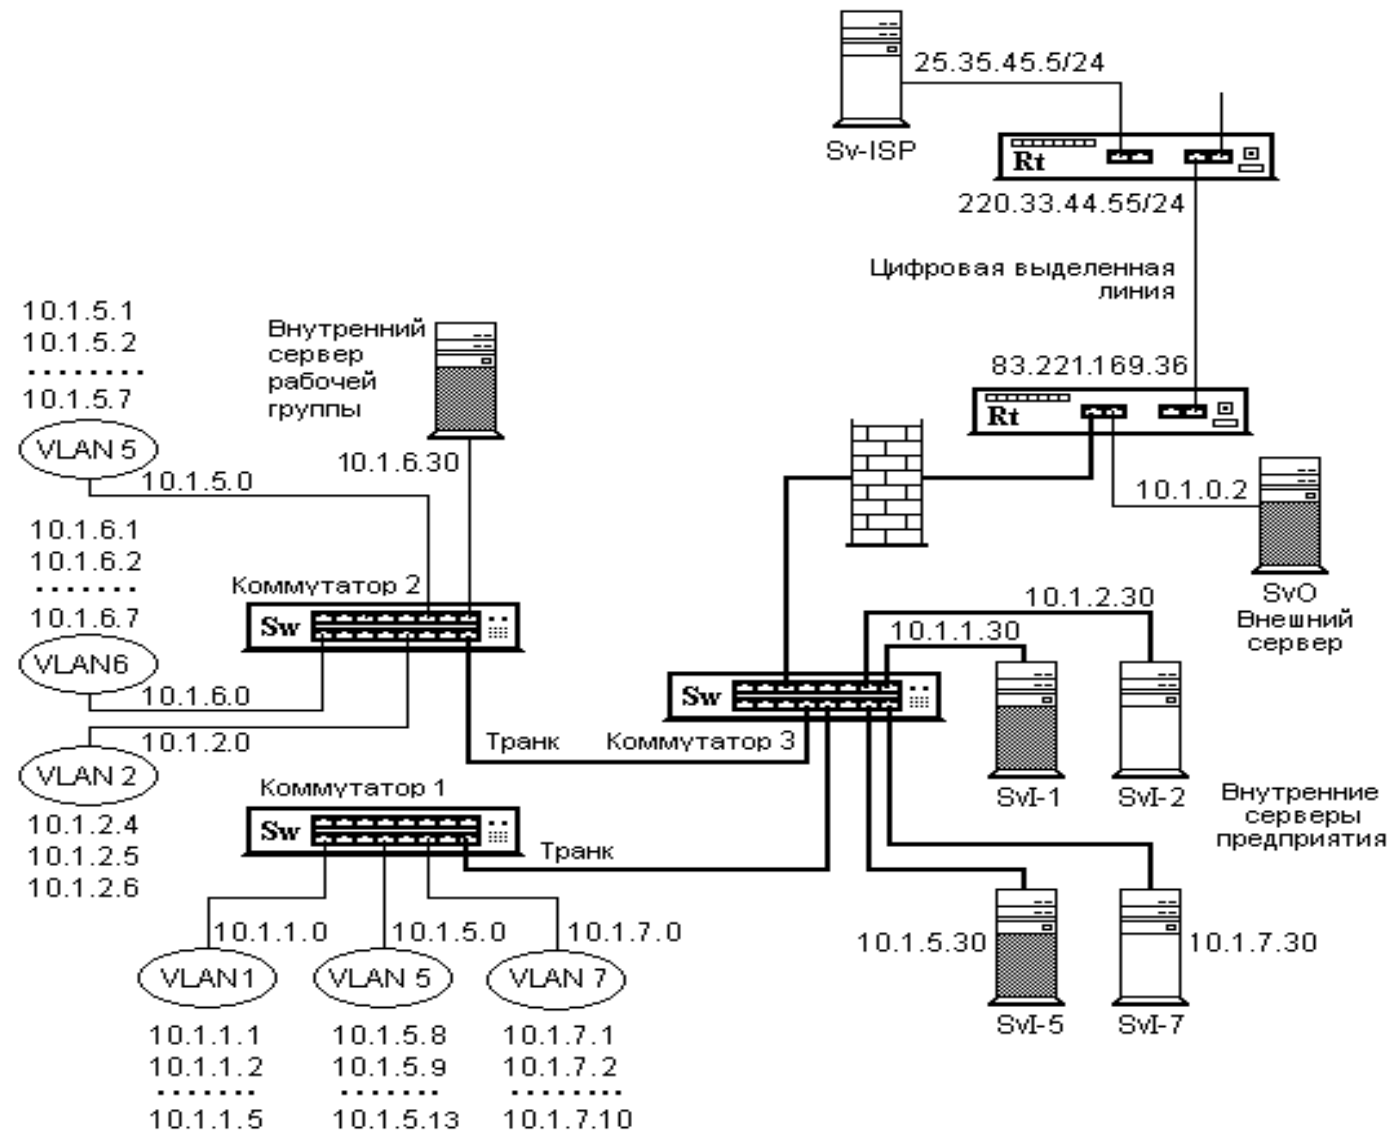 25.35.45.5/24
Sv-ISP
Rt
220.33.44.55/24
Цифровая выделенная
линия
10.1.5.1
10.1.5.2
. . . . . . . .
10.1.5.7
VLAN 5
10.1.5.0
Внутренний
сервер
рабочей
группы
10.1.6.30
83.221.169.36
Rt
10.1.0.2
SvO
Внешний
сервер
10.1.6.1
10.1.6.2
. . . . . . .
10.1.6.7
VLAN6
10.1.6.0
Коммутатор 2
Sw
10.1.2.0
VLAN 2
10.1.2.4
10.1.2.5
10.1.2.6
Транк
Коммутатор 3
Sw
10.1.2.30
10.1.1.30
SvI-1
SvI-2
Внутренние
серверы
предприятия
Коммутатор 1
Sw
Транк
10.1.5.30
10.1.7.30
SvI-5
SvI-7
10.1.1.0
10.1.5.0
10.1.7.0
VLAN1
VLAN 5
VLAN 7
10.1.1.1
10.1.1.2
. . . . . . .
10.1.1.5
10.1.5.8
10.1.5.9
. . . . . . .
10.1.5.13
10.1.7.1
10.1.7.2
. . . . . . . .
10.1.7.10